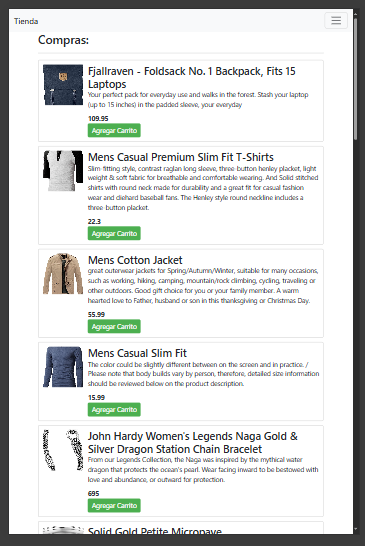 Tienda
Compras:
Fjallraven - Foldsack No. 1 Backpack, Fits 15
Laptops
Your perfect pack for everyday use and walks in the forest. Stash your laptop
(up to 15 inches) in the padded sleeve, your everyday
109.95
Agregar Carrito
Mens Casual Premium Slim Fit T-Shirts
Slim-fitting style, contrast raglan long sleeve, three-button henley placket, light
weight & soft fabric for breathable and comfortable wearing. And Solid stitched
shirts with round neck made for durability and a great fit for casual fashion
wear and diehard baseball fans. The Henley style round neckline includes a
three-button placket.
22.3
Agregar Carrito
Mens Cotton Jacket
great outerwear jackets for Spring/Autumn/Winter, suitable for many occasions,
such as working, hiking, camping, mountain/rock climbing, cycling, traveling or
other outdoors. Good gift choice for you or your family member. A warm
hearted love to Father, husband or son in this thanksgiving or Christmas Day.
55.99
Agregar Carrito
Mens Casual Slim Fit
The color could be slightly different between on the screen and in practice. /
Please note that body builds vary by person, therefore, detailed size information
should be reviewed below on the product description.
15.99
Agregar Carrito
John Hardy Women's Legends Naga Gold &
Silver Dragon Station Chain Bracelet
From our Legends Collection, the Naga was inspired by the mythical water
dragon that protects the ocean's pearl. Wear facing inward to be bestowed with
love and abundance, or outward for protection.
695
Agregar Carrito
Solid Gold Petite Micropave